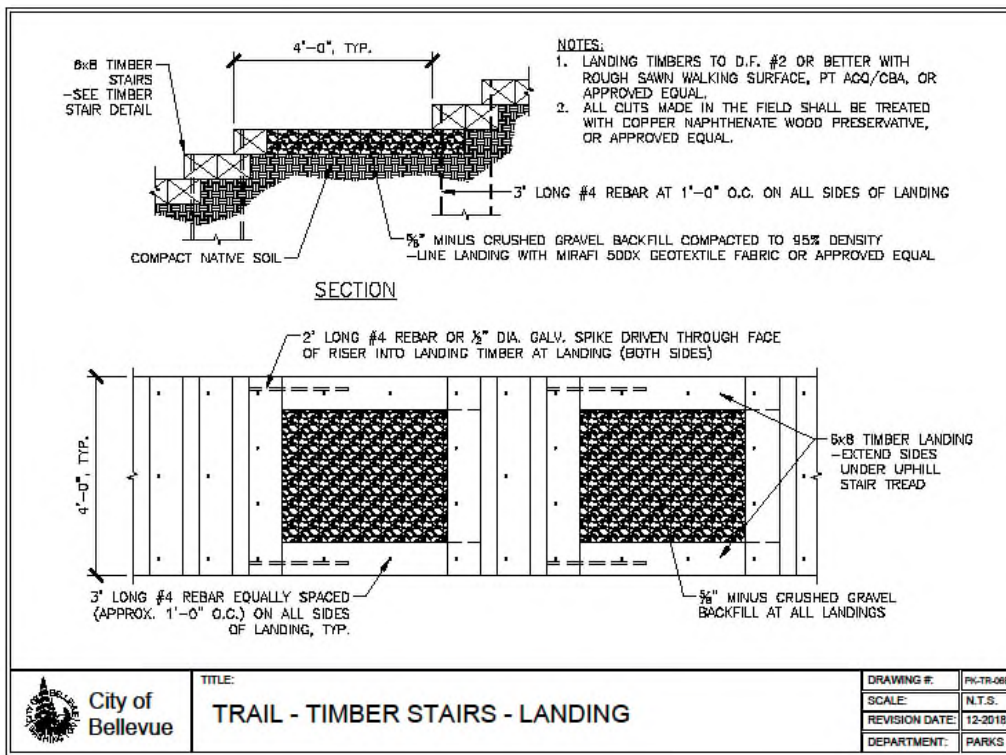 4'-0", TYP.
6x8 TIMBER
STAIRS
-SEE TIMBER
STAIR DETAIL
NOTES:
1. LANDING TIMBERS TO D.F. #2 OR BETTER WITH
ROUGH SAWN WALKING SURFACE, PT ACQ/CBA, OR
APPROVED EQUAL.
2. ALL CUTS MADE IN THE FIELD SHALL BE TREATED
WITH COPPER NAPHTHENATE WOOD PRESERVATIVE,
OR APPROVED EQUAL.
3' LONG #4 REBAR AT 1'-0" O.C. ON ALL SIDES OF LANDING
5/8" MINUS CRUSHED GRAVEL BACKFILL COMPACTED TO 95% DENSITY
-LINE LANDING WITH MIRAFI 500X GEOTEXTILE FABRIC OR APPROVED EQUAL
COMPACT NATIVE SOIL
SECTION
2' LONG #4 REBAR OR 1/2" DIA. GALV. SPIKE DRIVEN THROUGH FACE
OF RISER INTO LANDING TIMBER AT LANDING (BOTH SIDES)
4'-0", TYP.
6x8 TIMBER LANDING
-EXTEND SIDES
UNDER UPHILL
STAIR TREAD
3' LONG #4 REBAR EQUALLY SPACED
(APPROX. 1'-0" O.C.) ON ALL SIDES
OF LANDING, TYP.
5/8" MINUS CRUSHED GRAVEL
BACKFILL AT ALL LANDINGS
City of
Bellevue
TITLE:
TRAIL - TIMBER STAIRS - LANDING
DRAWING #:
SCALE: N.T.S.
REVISION DATE: 12-2018
DEPARTMENT: PARKS